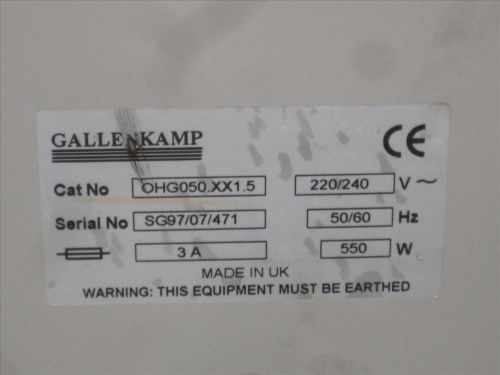 GALLENKAMP
CE
Cat No OHG050.XX1.5 220/240 V ~
Serial No SG97/07/471 50/60 Hz
3 A 550 W
MADE IN UK
WARNING: THIS EQUIPMENT MUST BE EARTHED